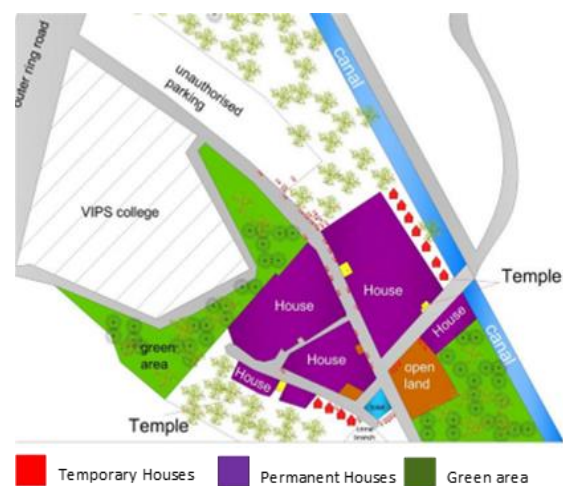 outer ring road
unauthorised
parking
canal
VIPS college
House
House
Temple
House
House
canal
green
area
open
land
House
Temple
Temporary Houses
Permanent Houses
Green area